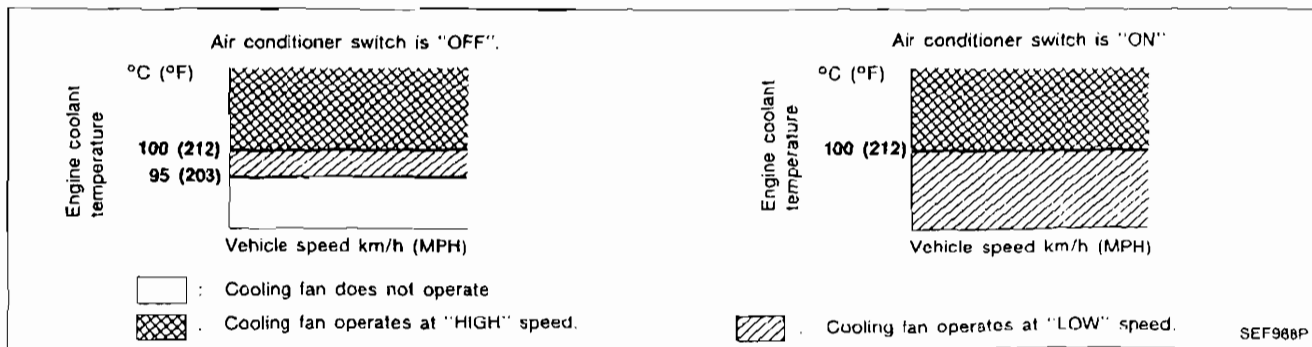 Air conditioner switch is "OFF".
°C (°F)
Engine coolant
temperature
100 (212)
95 (203)
Vehicle speed km/h (MPH)
Air conditioner switch is "ON"
°C (°F)
Engine coolant
temperature
100 (212)
Vehicle speed km/h (MPH)
: Cooling fan does not operate
. Cooling fan operates at "HIGH" speed.
. Cooling fan operates at "LOW" speed.
SEF968P